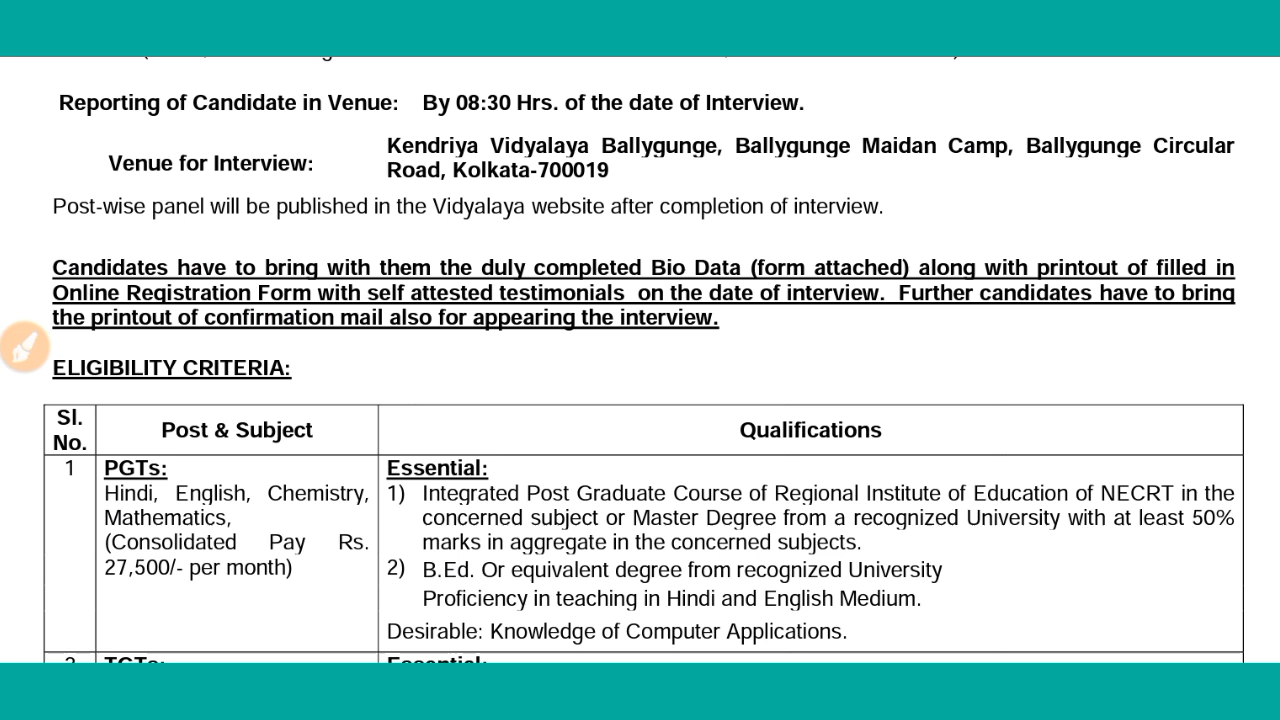 Reporting of Candidate in Venue: By 08:30 Hrs. of the date of Interview.
Venue for Interview:
Kendriya Vidyalaya Ballygunge, Ballygunge Maidan Camp, Ballygunge Circular
Road, Kolkata-700019
Post-wise panel will be published in the Vidyalaya website after completion of interview.
Candidates have to bring with them the duly completed Bio Data (form attached) along with printout of filled in
Online Registration Form with self attested testimonials on the date of interview. Further candidates have to bring
the printout of confirmation mail also for appearing the interview.
ELIGIBILITY CRITERIA:
Sl.
No.
Post & Subject
Qualifications
1
PGTs:
Hindi, English, Chemistry,
Mathematics,
(Consolidated Pay Rs.
27,500/- per month)
Essential:
1) Integrated Post Graduate Course of Regional Institute of Education of NECRT in the
concerned subject or Master Degree from a recognized University with at least 50%
marks in aggregate in the concerned subjects.
2) B.Ed. Or equivalent degree from recognized University
Proficiency in teaching in Hindi and English Medium.
Desirable: Knowledge of Computer Applications.